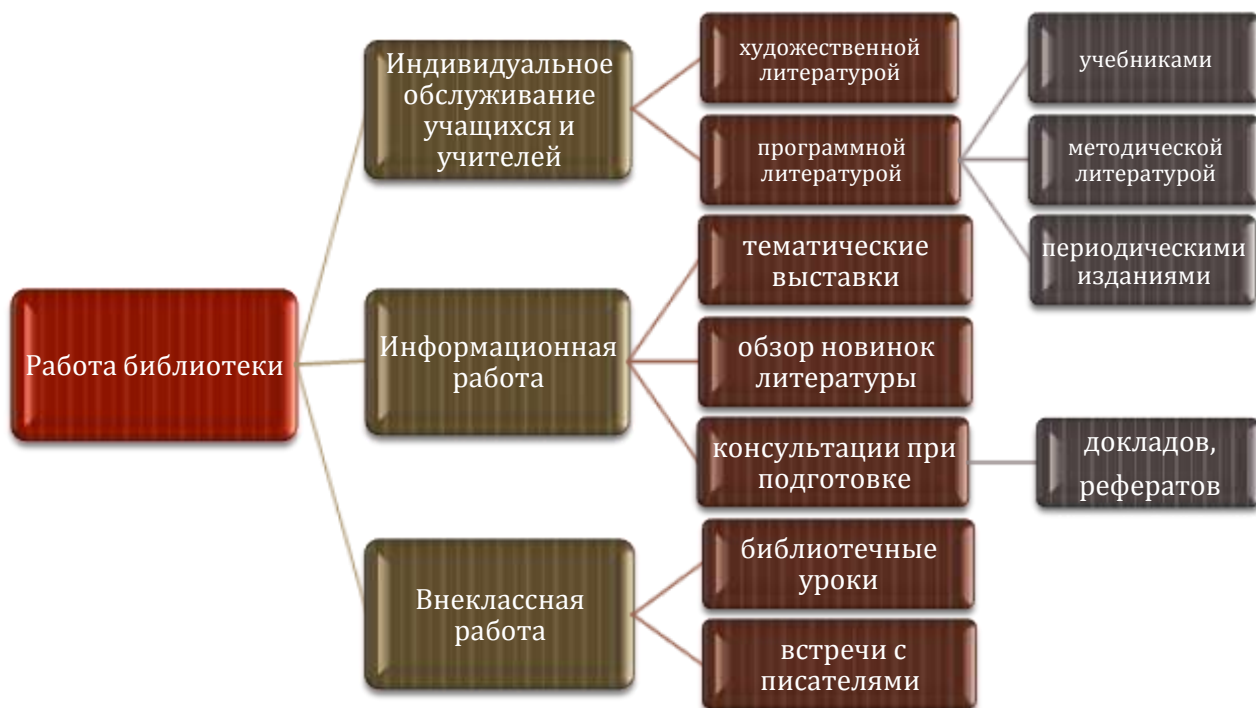 Работа библиотеки
Индивидуальное
обслуживание
учащихся и
учителей
художественной
литературой
программной
литературой
учебниками
методической
литературой
периодическими
изданиями
Информационная
работа
тематические
выставки
обзор новинок
литературы
консультации при
подготовке
докладов,
рефератов
Внеклассная
работа
библиотечные
уроки
встречи с
писателями